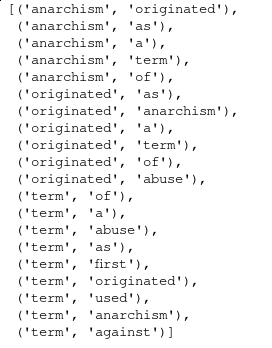 [('anarchism', 'originated'),
('anarchism', 'as'),
('anarchism', 'a'),
('anarchism', 'term'),
('anarchism', 'of'),
('originated', 'as'),
('originated', 'anarchism'),
('originated', 'a'),
('originated', 'term'),
('originated', 'of'),
('originated', 'abuse'),
('term', 'of'),
('term', 'a'),
('term', 'abuse'),
('term', 'as'),
('term', 'first'),
('term', 'originated'),
('term', 'used'),
('term', 'anarchism'),
('term', 'against')]